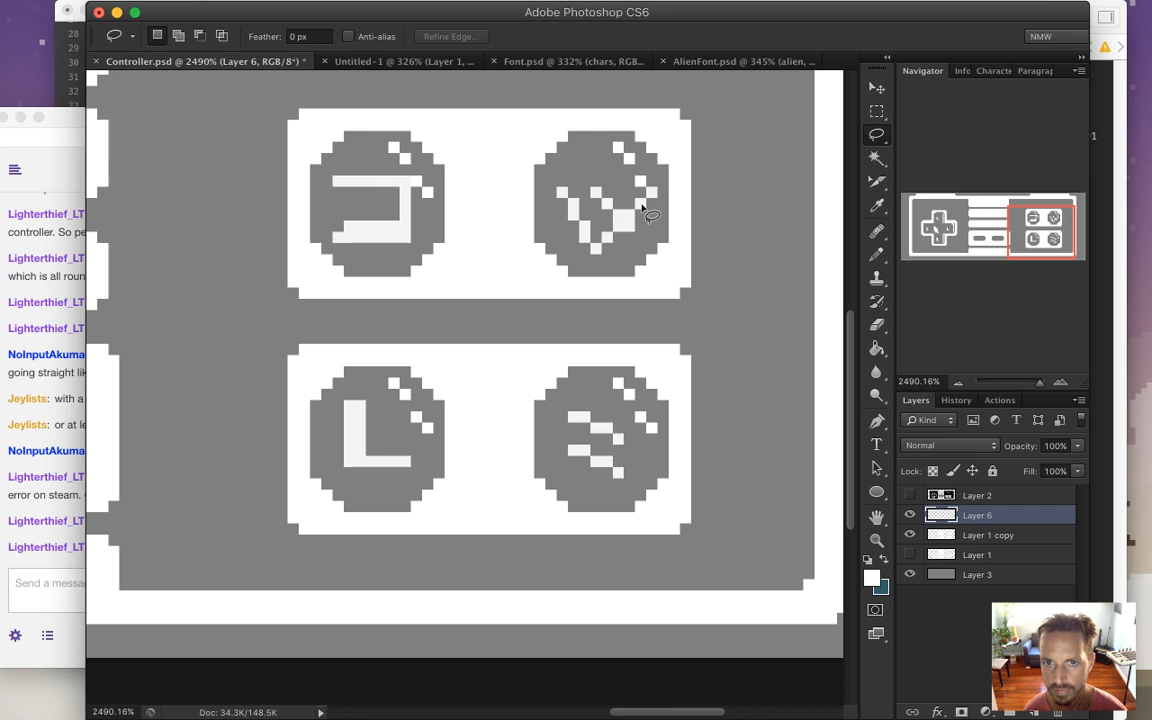 Adobe Photoshop CS6
Feather: 0 px
Anti-alias
Refine Edge...
NMW
28
29
30
31
32
× Controller.psd @ 2490% (Layer 6, RGB/8*) *
× Untitled-1 @ 326% (Layer 1, ...
× Font.psd @ 332% (chars, RGB...
× AlienFont.psd @ 345% (alien, ...
Navigator
Info
Characte
Paragrap
2490.16%
Layers
History
Actions
Kind
Normal
Opacity: 100%
Lock:
Fill: 100%
Layer 2
Layer 6
Layer 1 copy
Layer 1
Layer 3
Lighterthief_LT
controller. So pe
Lighterthief_LT
which is all roun
Lighterthief_LT
Lighterthief_LT
NoInputAkuma
going straight lik
Jeylists: with a
Jeylists: or at le
NoInputAkuma
Lighterthief_LT
error on steam.
Lighterthief_LT
Lighterthief_LT
Send a messa
2490.16%
Doc: 34.3K/148.5K